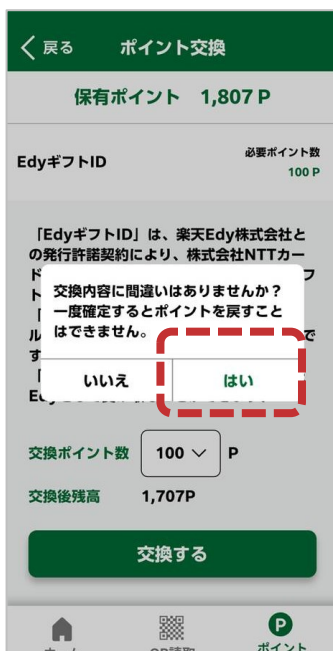 戻る ポイント交換
保有ポイント 1,807 P
EdyギフトID
必要ポイント数
100 P
「EdyギフトID」は、楽天Edy株式会社と
の発行許諾契約により、株式会社NTTカー
ド
フ
ト
交換内容に間違いはありませんか?
一度確定するとポイントを戻すこと
はできません。
「
ル
で
す
いいえ はい
交換ポイント数 100 P
交換後残高 1,707P
交換する
ポイント